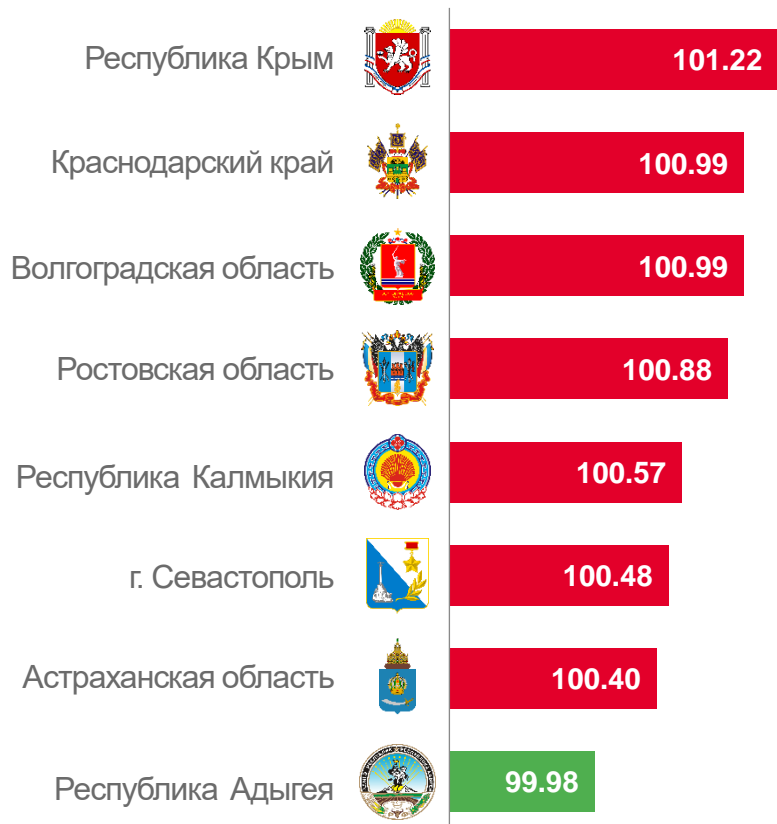 Республика Крым 101.22
Краснодарский край 100.99
Волгоградская область 100.99
Ростовская область 100.88
Республика Калмыкия 100.57
г. Севастополь 100.48
Астраханская область 100.40
Республика Адыгея 99.98